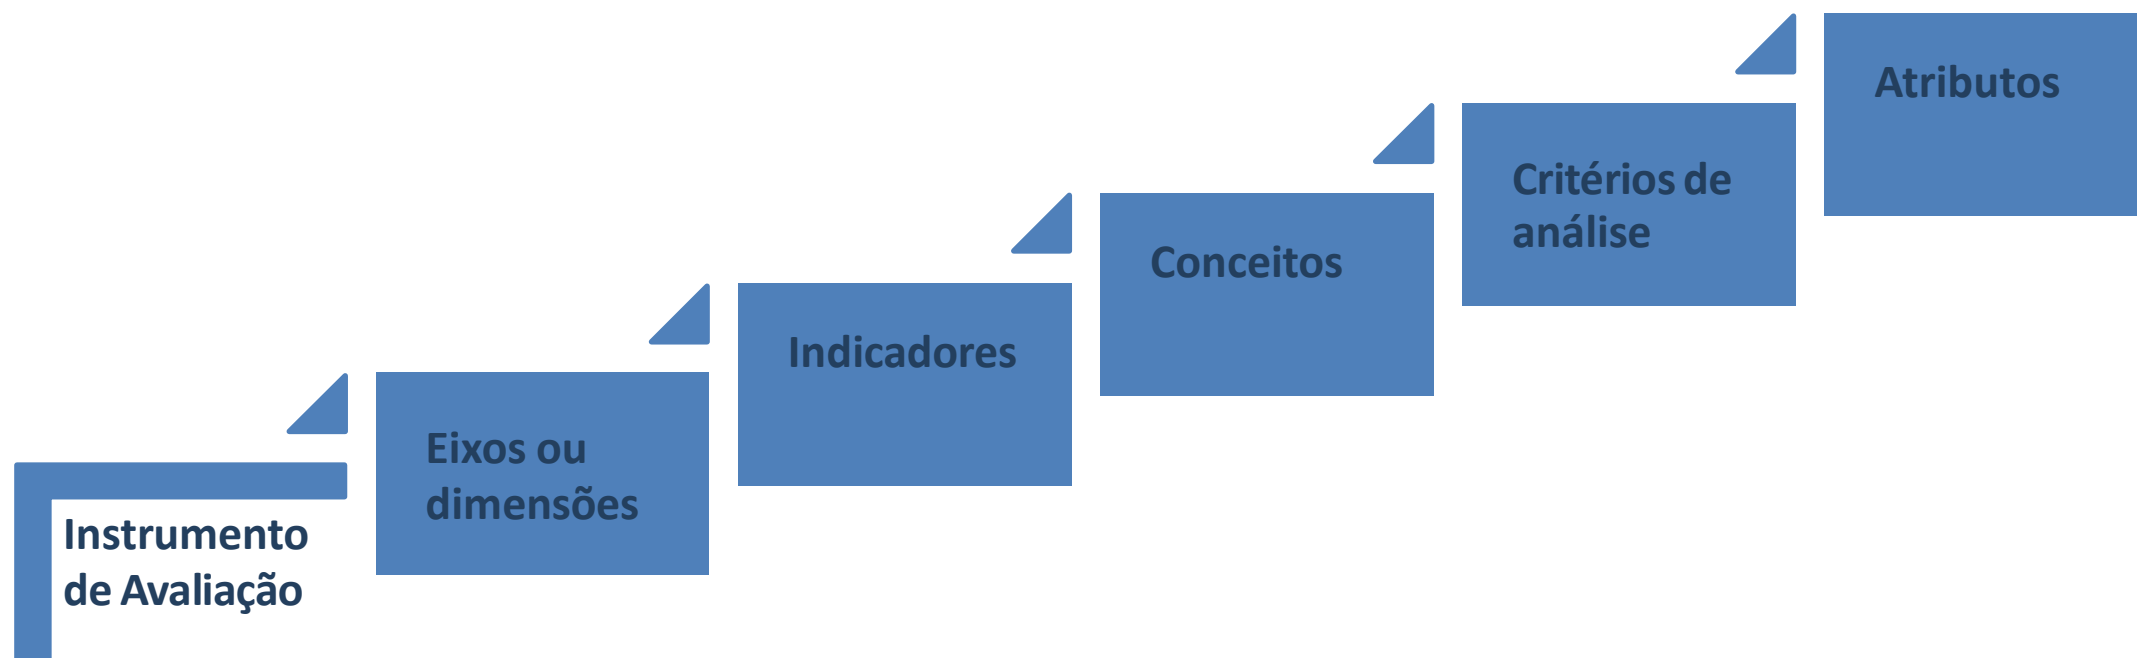 Instrumento
de Avaliação
Eixos ou
dimensões
Indicadores
Conceitos
Critérios de
análise
Atributos